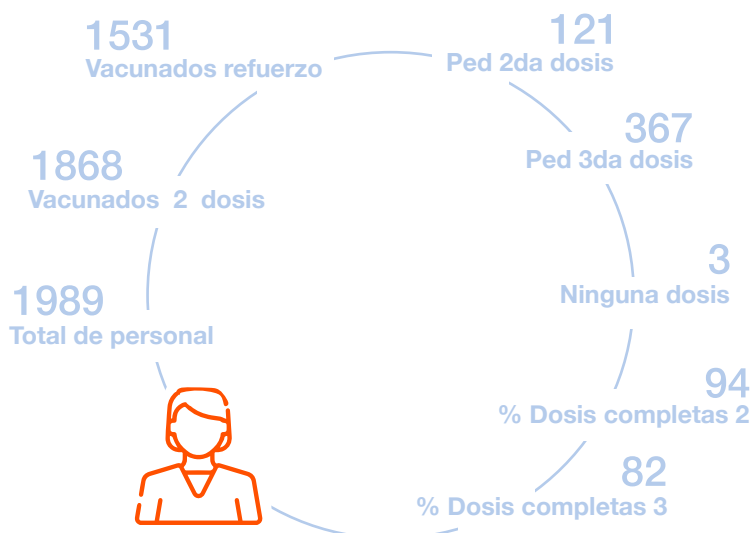 1531
Vacunados refuerzo
121
Ped 2da dosis
367
Ped 3da dosis
1868
Vacunados 2 dosis
3
Ninguna dosis
1989
Total de personal
94
% Dosis completas 2
82
% Dosis completas 3